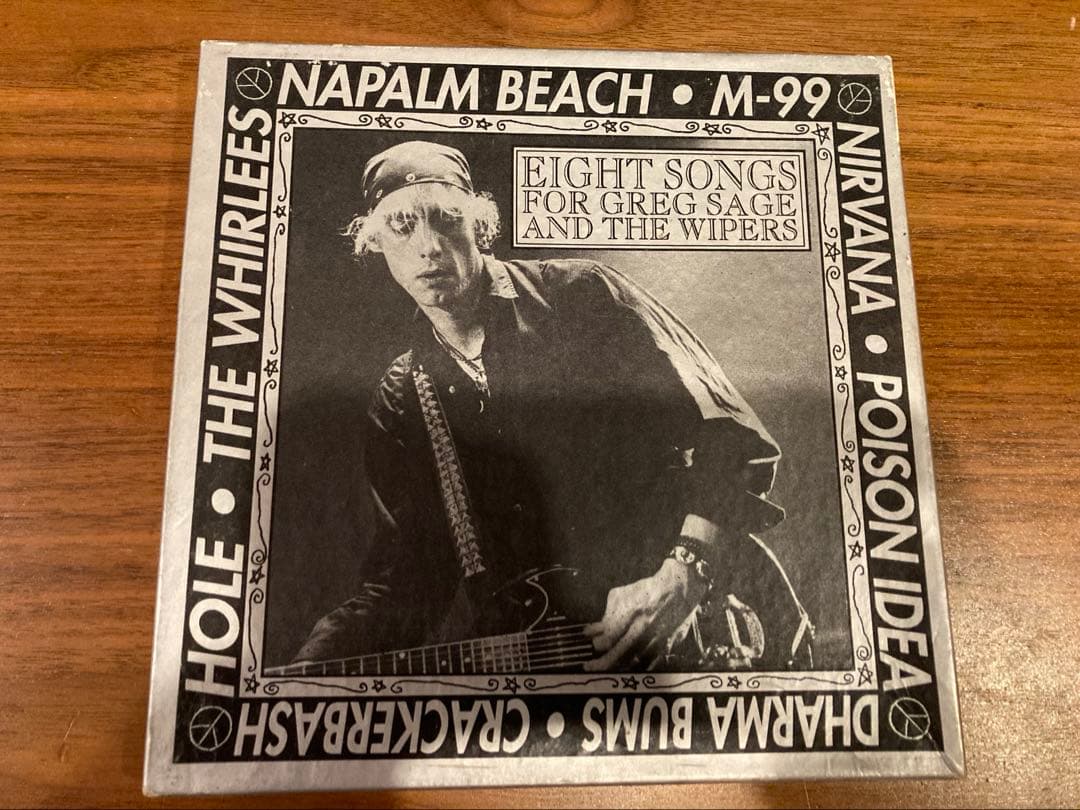 NAPALM BEACH • M-99
NIRVANA • POISON IDEA
DHARMA BUMS • CRACKERBASH
HOLE • THE WHIRLEES
EIGHT SONGS
FOR GREG SAGE
AND THE WIPERS